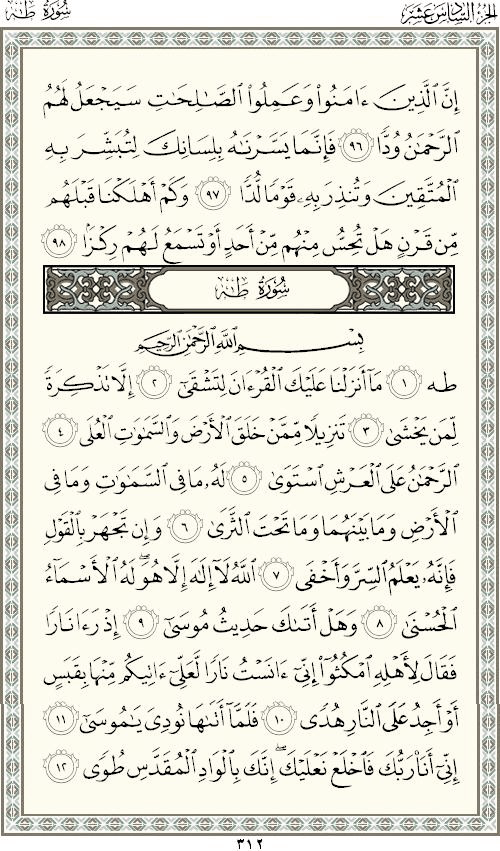 الجزء السادس عشر
سورة طه
إِنَّ ٱلَّذِينَ ءَامَنُوا۟ وَعَمِلُوا۟ ٱلصَّـٰلِحَـٰتِ سَيَجْعَلُ لَهُمُ
ٱلرَّحْمَـٰنُ وُدًّا ٩٦ فَإِنَّمَا يَسَّرْنَـٰهُ بِلِسَانِكَ لِتُبَشِّرَ بِهِ
ٱلْمُتَّقِينَ وَتُنذِرَ بِهِۦ قَوْمًا لُّدًّا ٩٧ وَكَمْ أَهْلَكْنَا قَبْلَهُم
مِّن قَرْنٍ هَلْ تُحِسُّ مِنْهُم مِّنْ أَحَدٍ أَوْ تَسْمَعُ لَهُمْ رِكْزًۢا ٩٨
سورة طه
بِسْمِ ٱللَّهِ ٱلرَّحْمَـٰنِ ٱلرَّحِيمِ
طه ١ مَآ أَنزَلْنَا عَلَيْكَ ٱلْقُرْءَانَ لِتَشْقَىٰٓ ٢ إِلَّا تَذْكِرَةً
لِّمَن يَخْشَىٰ ٣ تَنزِيلًا مِّمَّنْ خَلَقَ ٱلْأَرْضَ وَٱلسَّمَـٰوَٰتِ ٱلْعُلَى ٤
ٱلرَّحْمَـٰنُ عَلَى ٱلْعَرْشِ ٱسْتَوَىٰ ٥ لَهُۥ مَا فِى ٱلسَّمَـٰوَٰتِ وَمَا فِى
ٱلْأَرْضِ وَمَا بَيْنَهُمَا وَمَا تَحْتَ ٱلثَّرَىٰ ٦ وَإِن تَجْهَرْ بِٱلْقَوْلِ
فَإِنَّهُۥ يَعْلَمُ ٱلسِّرَّ وَأَخْفَى ٧ ٱللَّهُ لَآ إِلَـٰهَ إِلَّا هُوَ ۖ لَهُ ٱلْأَسْمَآءُ
ٱلْحُسْنَىٰ ٨ وَهَلْ أَتَىٰكَ حَدِيثُ مُوسَىٰٓ ٩ إِذْ رَءَا نَارًا
فَقَالَ لِأَهْلِهِ ٱمْكُثُوٓا۟ إِنِّىٓ ءَانَسْتُ نَارًا لَّعَلِّىٓ ءَاتِيكُم مِّنْهَا بِقَبَسٍ
أَوْ أَجِدُ عَلَى ٱلنَّارِ هُدًى ١٠ فَلَمَّآ أَتَىٰهَا نُودِىَ يَـٰمُوسَىٰٓ ١١
إِنِّىٓ أَنَا۠ رَبُّكَ فَٱخْلَعْ نَعْلَيْكَ ۖ إِنَّكَ بِٱلْوَادِ ٱلْمُقَدَّسِ طُوًى ١٢
٣١٢